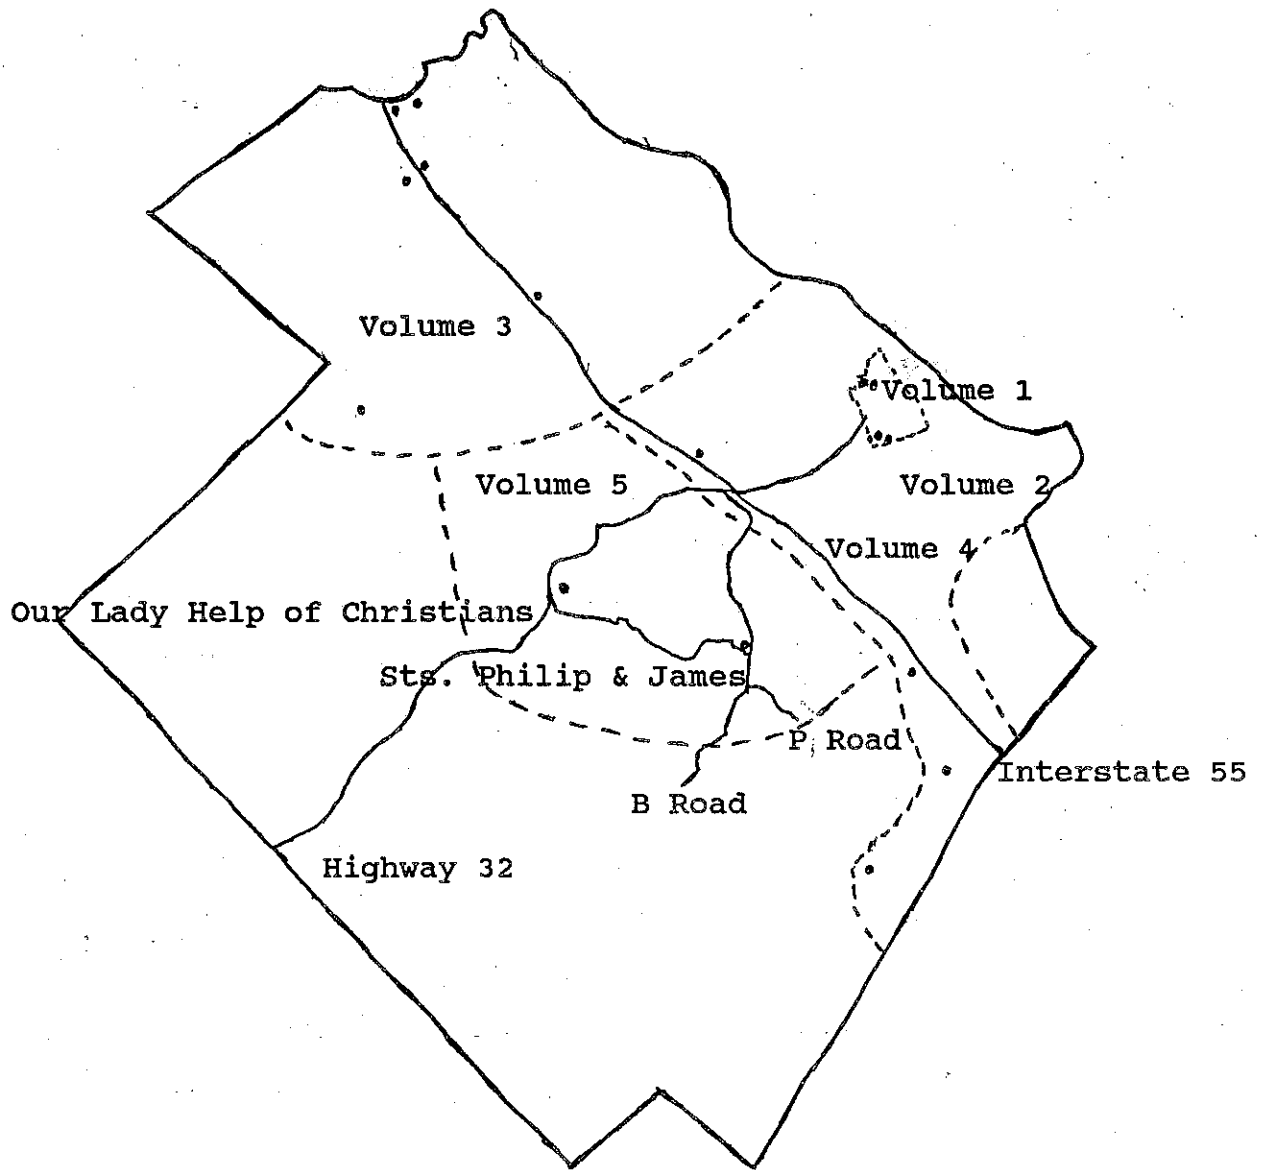 Volume 3
Volume 1
Volume 5
Volume 2
Volume 4
Our Lady Help of Christians
Sts. Philip & James
P Road
Interstate 55
B Road
Highway 32